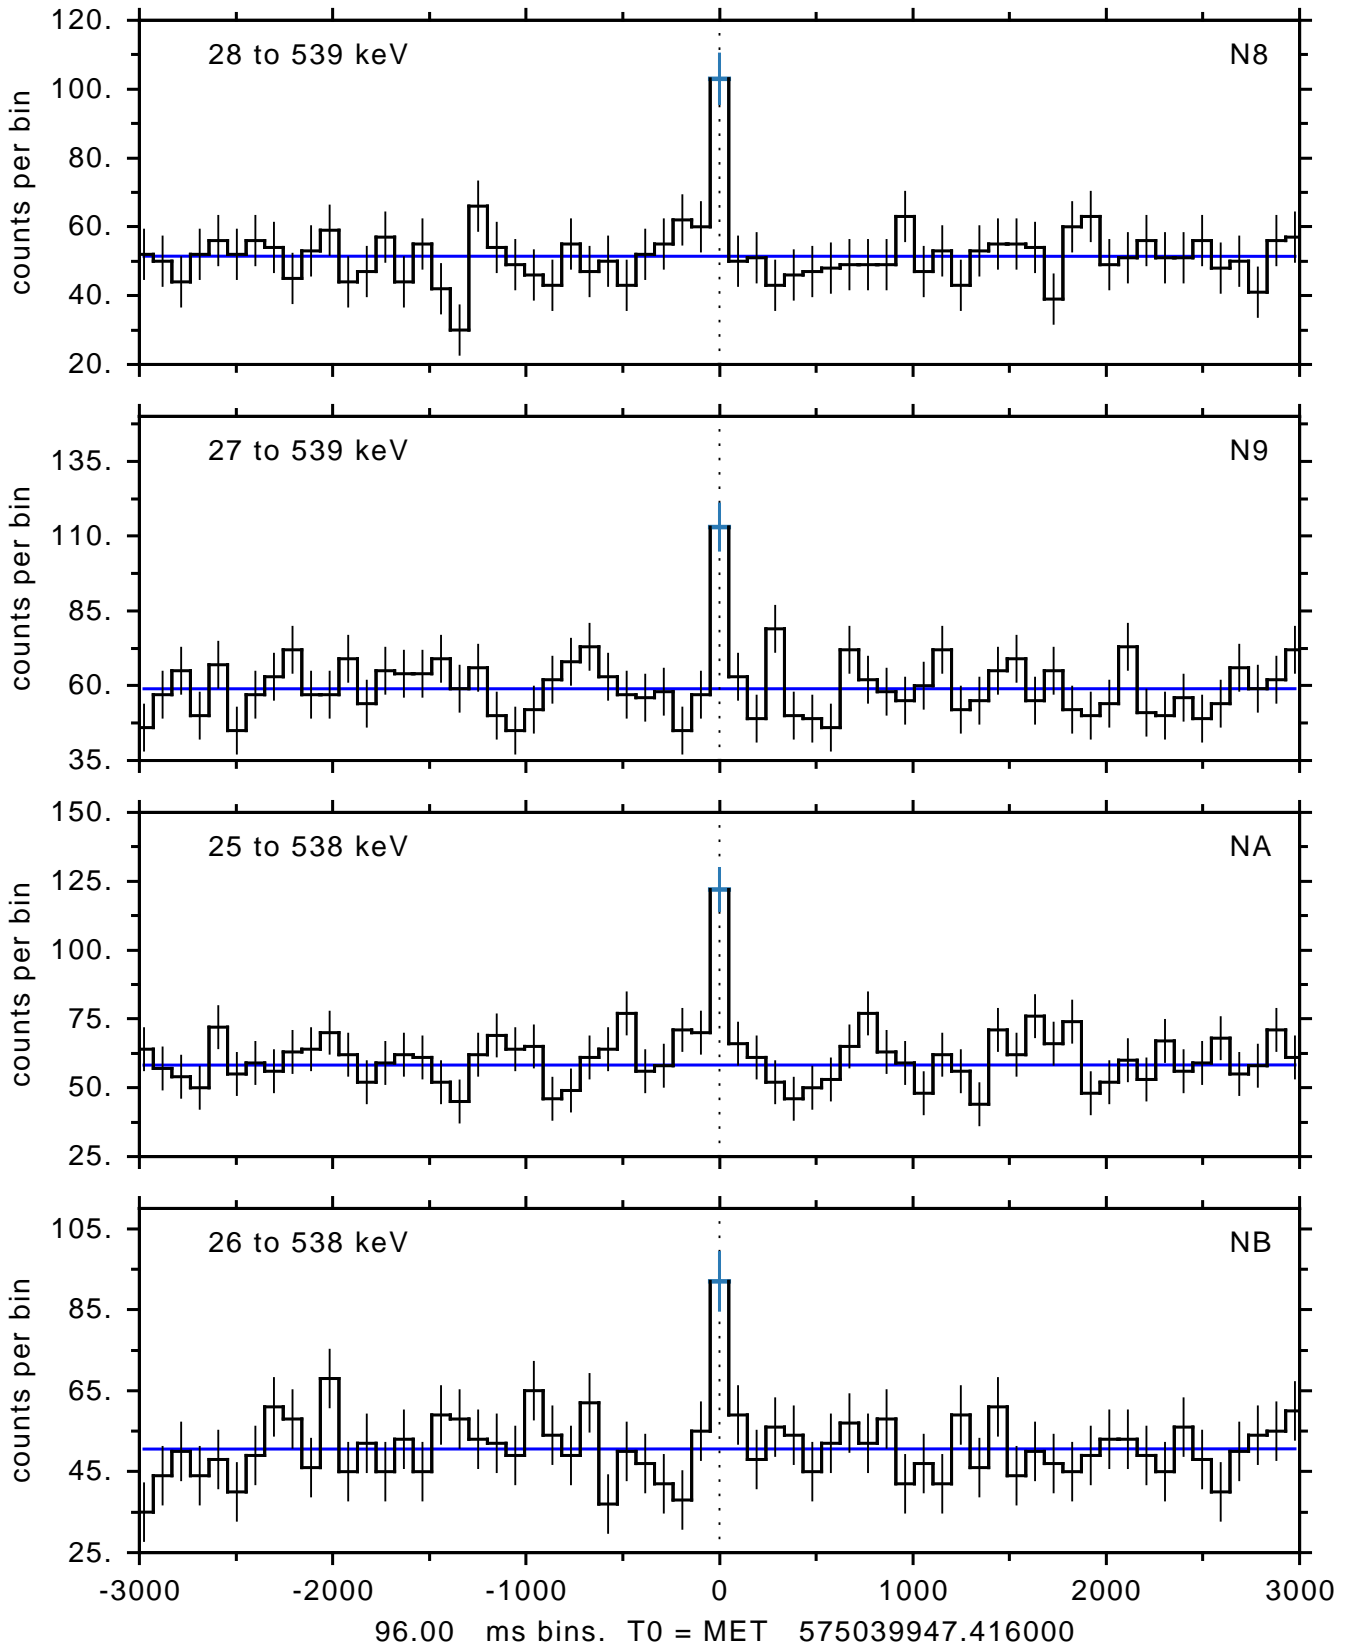 120.
28 to 539 keV
N8
100.
80.
60.
40.
20.
counts per bin
27 to 539 keV
N9
135.
110.
85.
60.
35.
counts per bin
150.
25 to 538 keV
NA
125.
100.
75.
50.
25.
counts per bin
105.
26 to 538 keV
NB
85.
65.
45.
25.
counts per bin
-3000 -2000 -1000 0 1000 2000 3000
96.00 ms bins. T0 = MET 575039947.416000